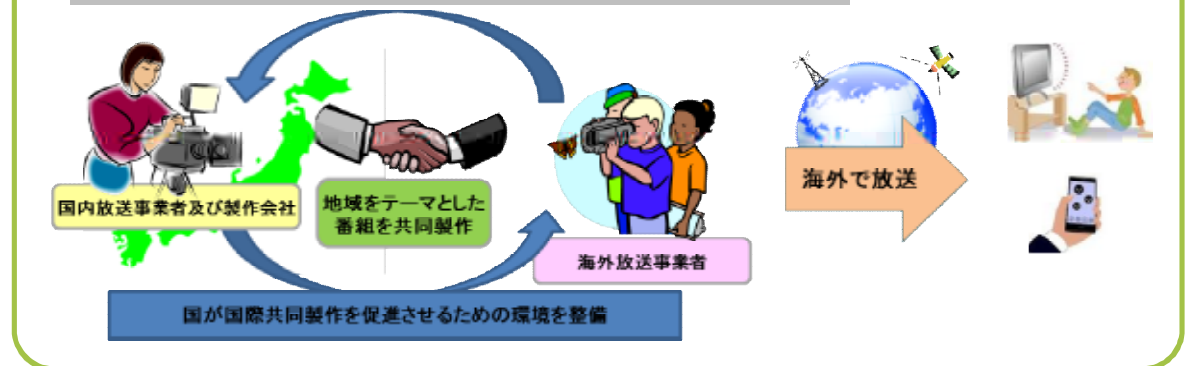 国内放送事業者及び製作会社
地域をテーマとした
番組を共同製作
海外放送事業者
海外で放送
国が国際共同製作を促進させるための環境を整備